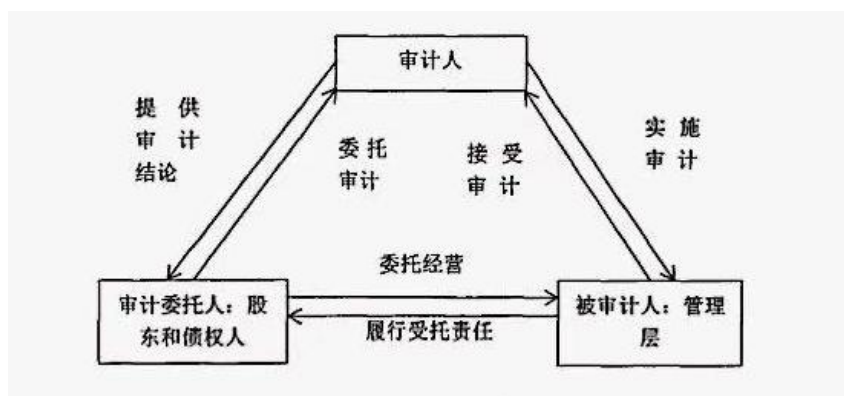 审计人
提 供
审 计
结论
委 托
审计
接 受
审 计
实 施
审 计
委托经营
审计委托人：股
东和债权人
被审计人：管理
层
履行受托责任